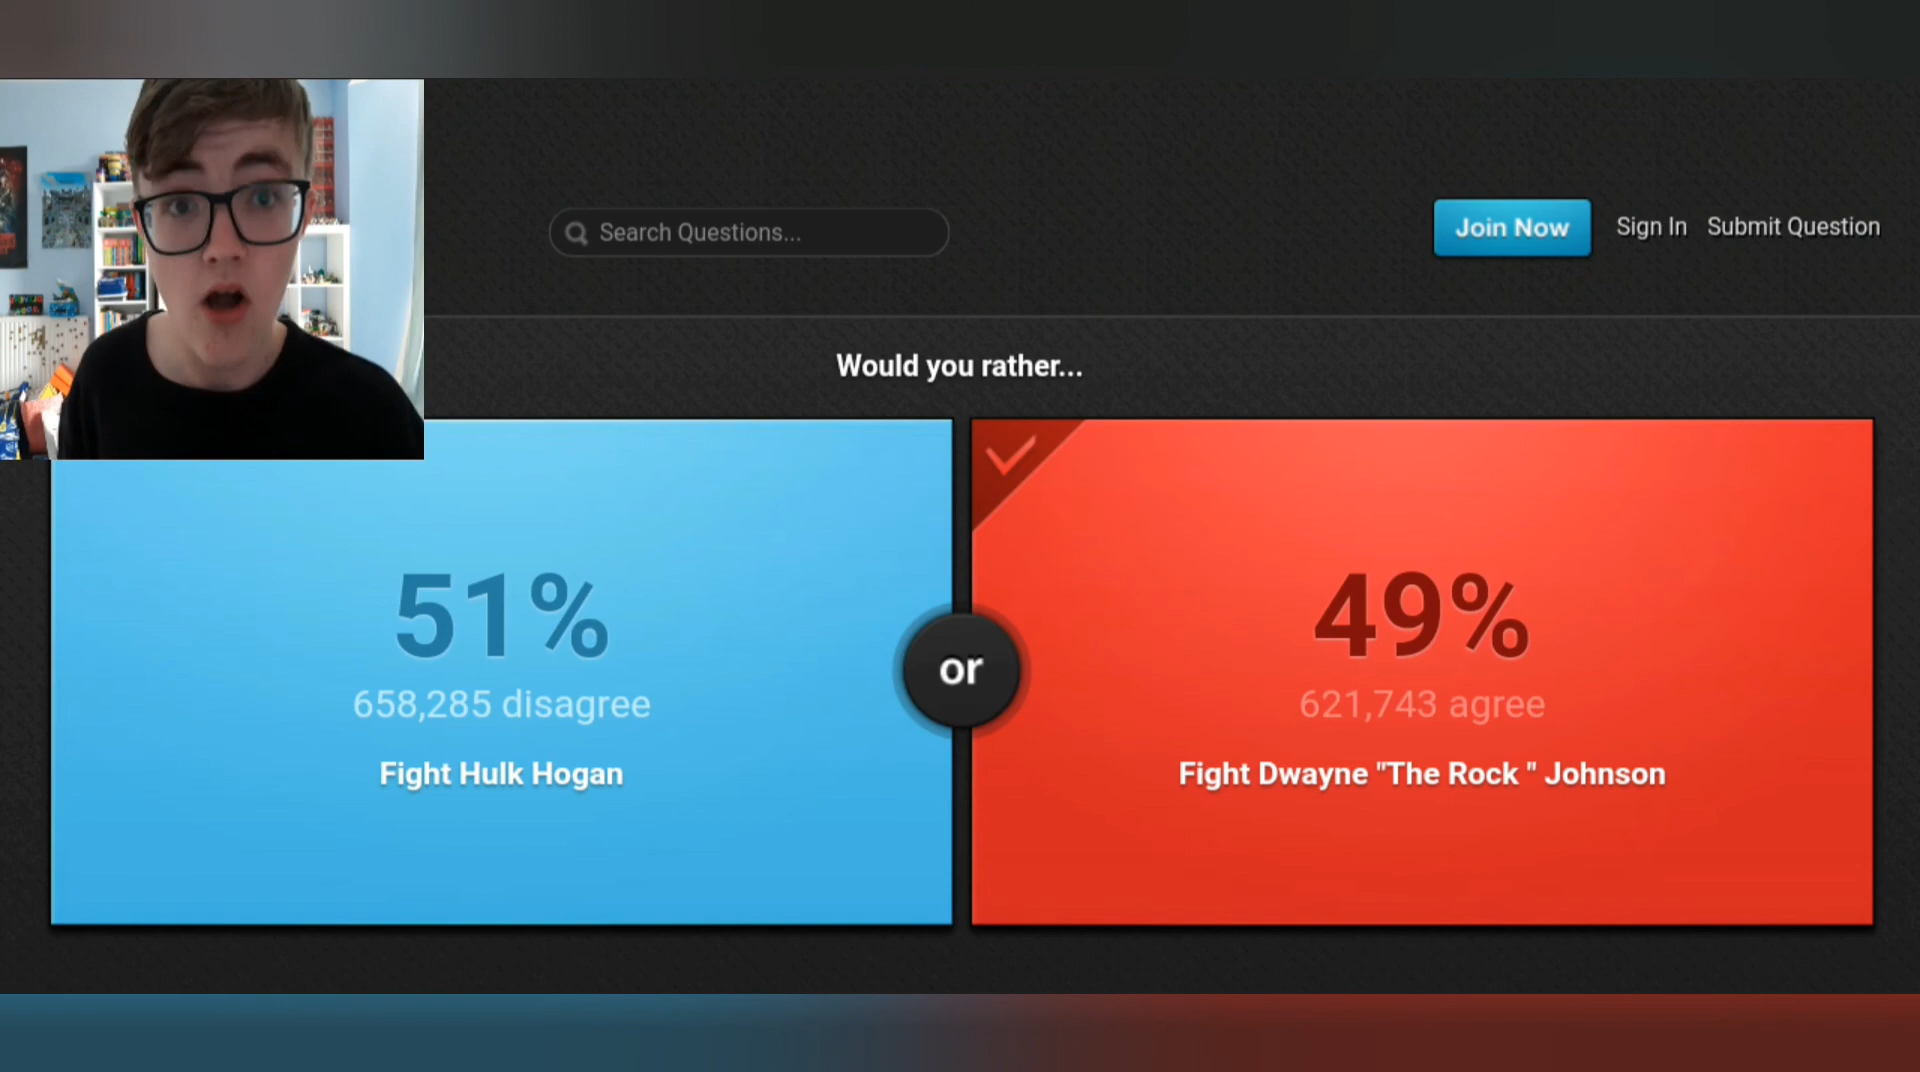 Search Questions...
Join Now
Sign In
Submit Question
Would you rather...
51%
658,285 disagree
Fight Hulk Hogan
or
49%
621,743 agree
Fight Dwayne "The Rock " Johnson